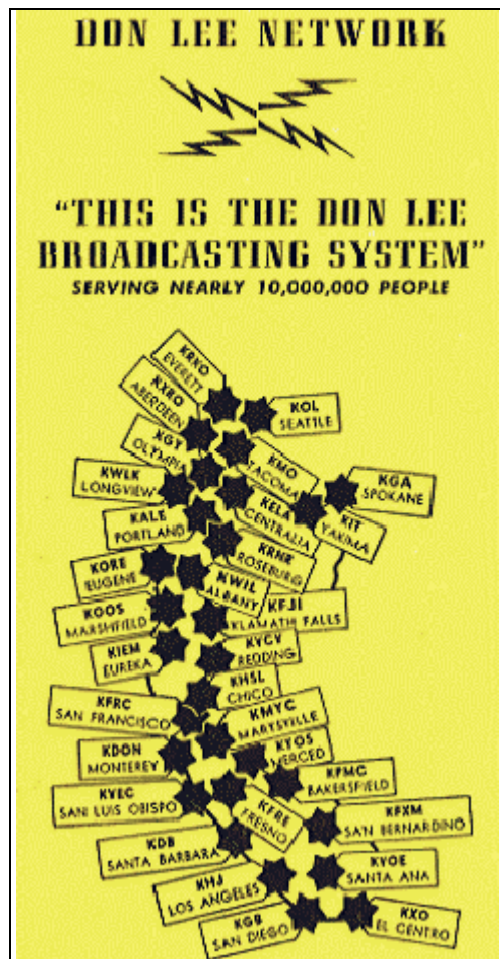 DON LEE NETWORK
"THIS IS THE DON LEE
BROADCASTING SYSTEM"
SERVING NEARLY 10,000,000 PEOPLE
KRKO
EVERETT
KXRO
ABERDEEN
KOL
SEATTLE
KGY
OLYMPIA
KMO
TACOMA
KGA
SPOKANE
KWLK
LONGVIEW
KELA
CENTRALIA
KIT
YAKIMA
KALE
PORTLAND
KRNR
ROSEBURG
KORE
EUGENE
KWIL
ALBANY
KFJI
KLAMATH FALLS
KOOS
MARSHFIELD
KIEM
EUREKA
KVCV
REDDING
KHSL
CHICO
KFRC
SAN FRANCISCO
KMYC
MARYSVILLE
KDON
MONTEREY
KYOS
MERCED
KPMC
BAKERSFIELD
KVEC
SAN LUIS OBISPO
KFRE
FRESNO
KFXM
SAN BERNARDINO
KDB
SANTA BARBARA
KVOE
SANTA ANA
KHJ
LOS ANGELES
KGB
SAN DIEGO
KXO
EL CENTRO